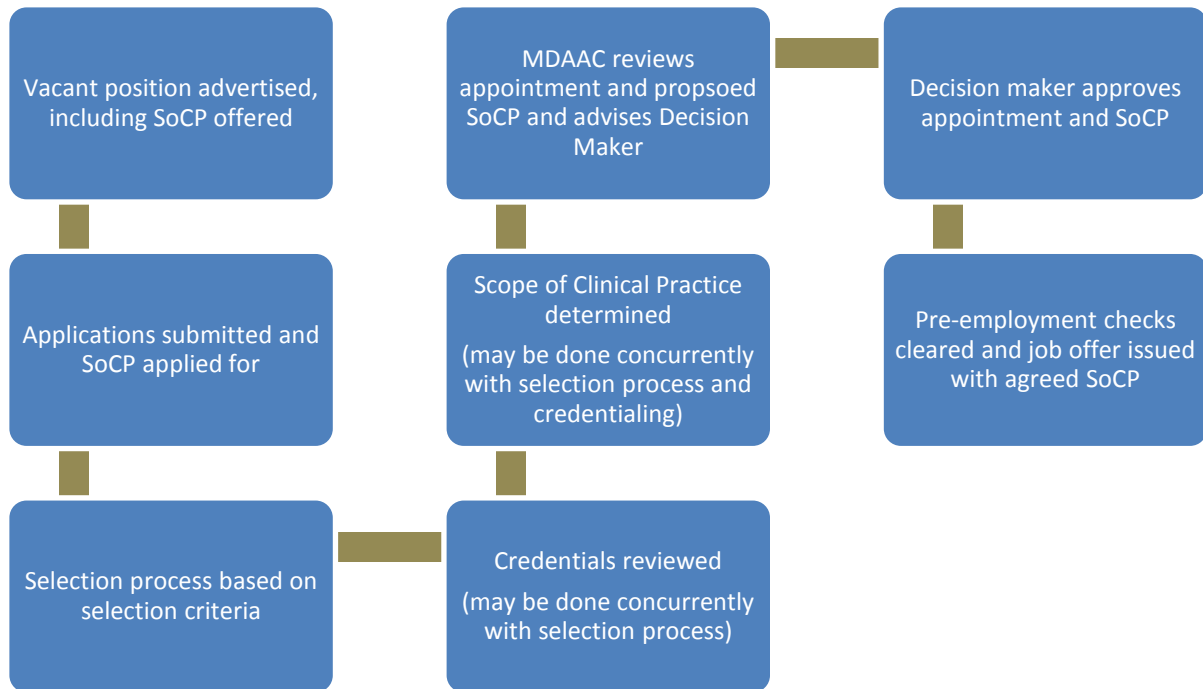 Vacant position advertised,
including SoCP offered
Applications submitted and
SoCP applied for
Selection process based on
selection criteria
Credentials reviewed
(may be done concurrently
with selection process)
Scope of Clinical Practice
determined
(may be done concurrently
with selection process and
credentialing)
MDAAC reviews
appointment and propsoed
SoCP and advises Decision
Maker
Decision maker approves
appointment and SoCP
Pre-employment checks
cleared and job offer issued
with agreed SoCP